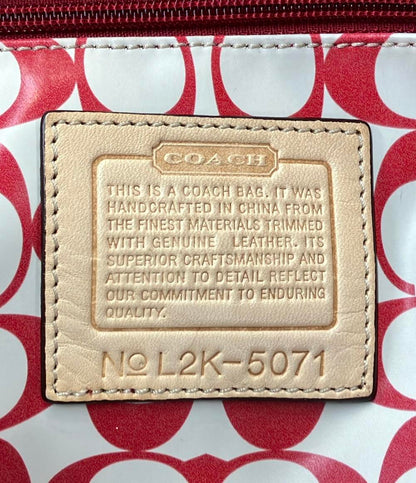 COACH
THIS IS A COACH BAG. IT WAS
HANDCRAFTED IN CHINA FROM
THE FINEST MATERIALS TRIMMED
WITH GENUINE LEATHER. ITS
SUPERIOR CRAFTSMANSHIP AND
ATTENTION TO DETAIL REFLECT
OUR COMMITMENT TO ENDURING
QUALITY.
No L2K-5071